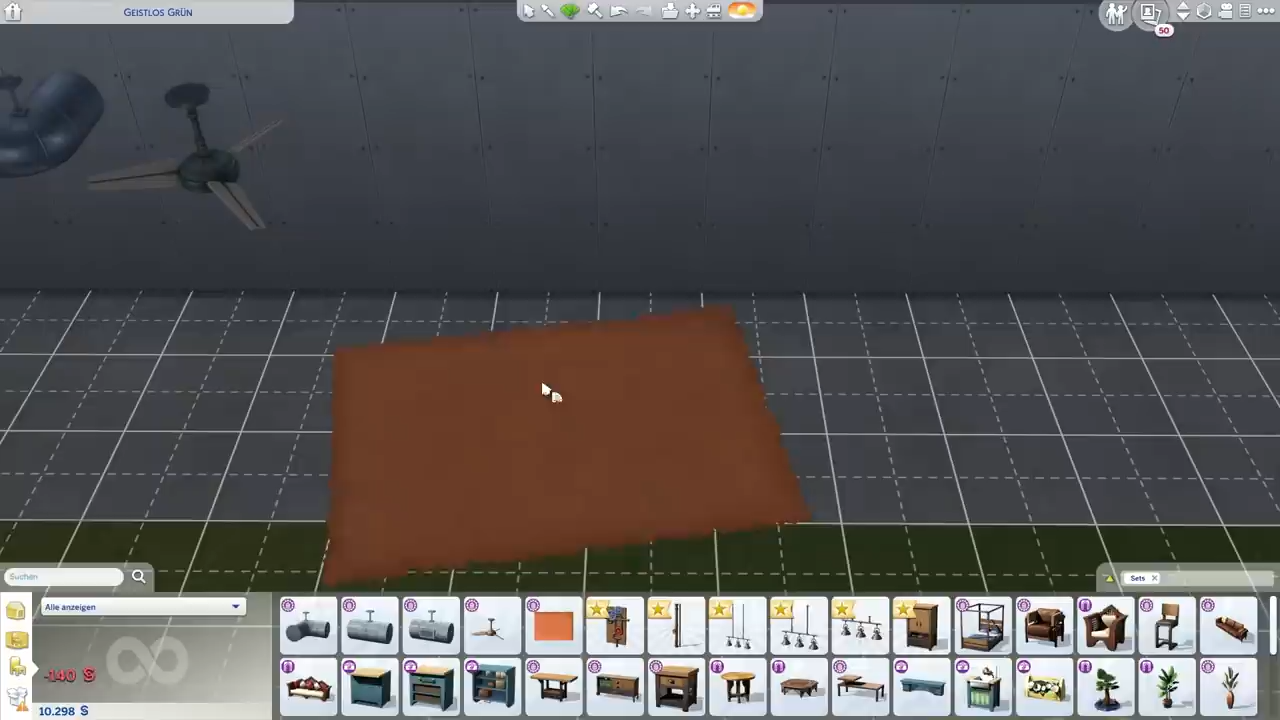 Geistlos Grün
50
Suchen
Sets
Alle anzeigen
-140 $
10.298 $